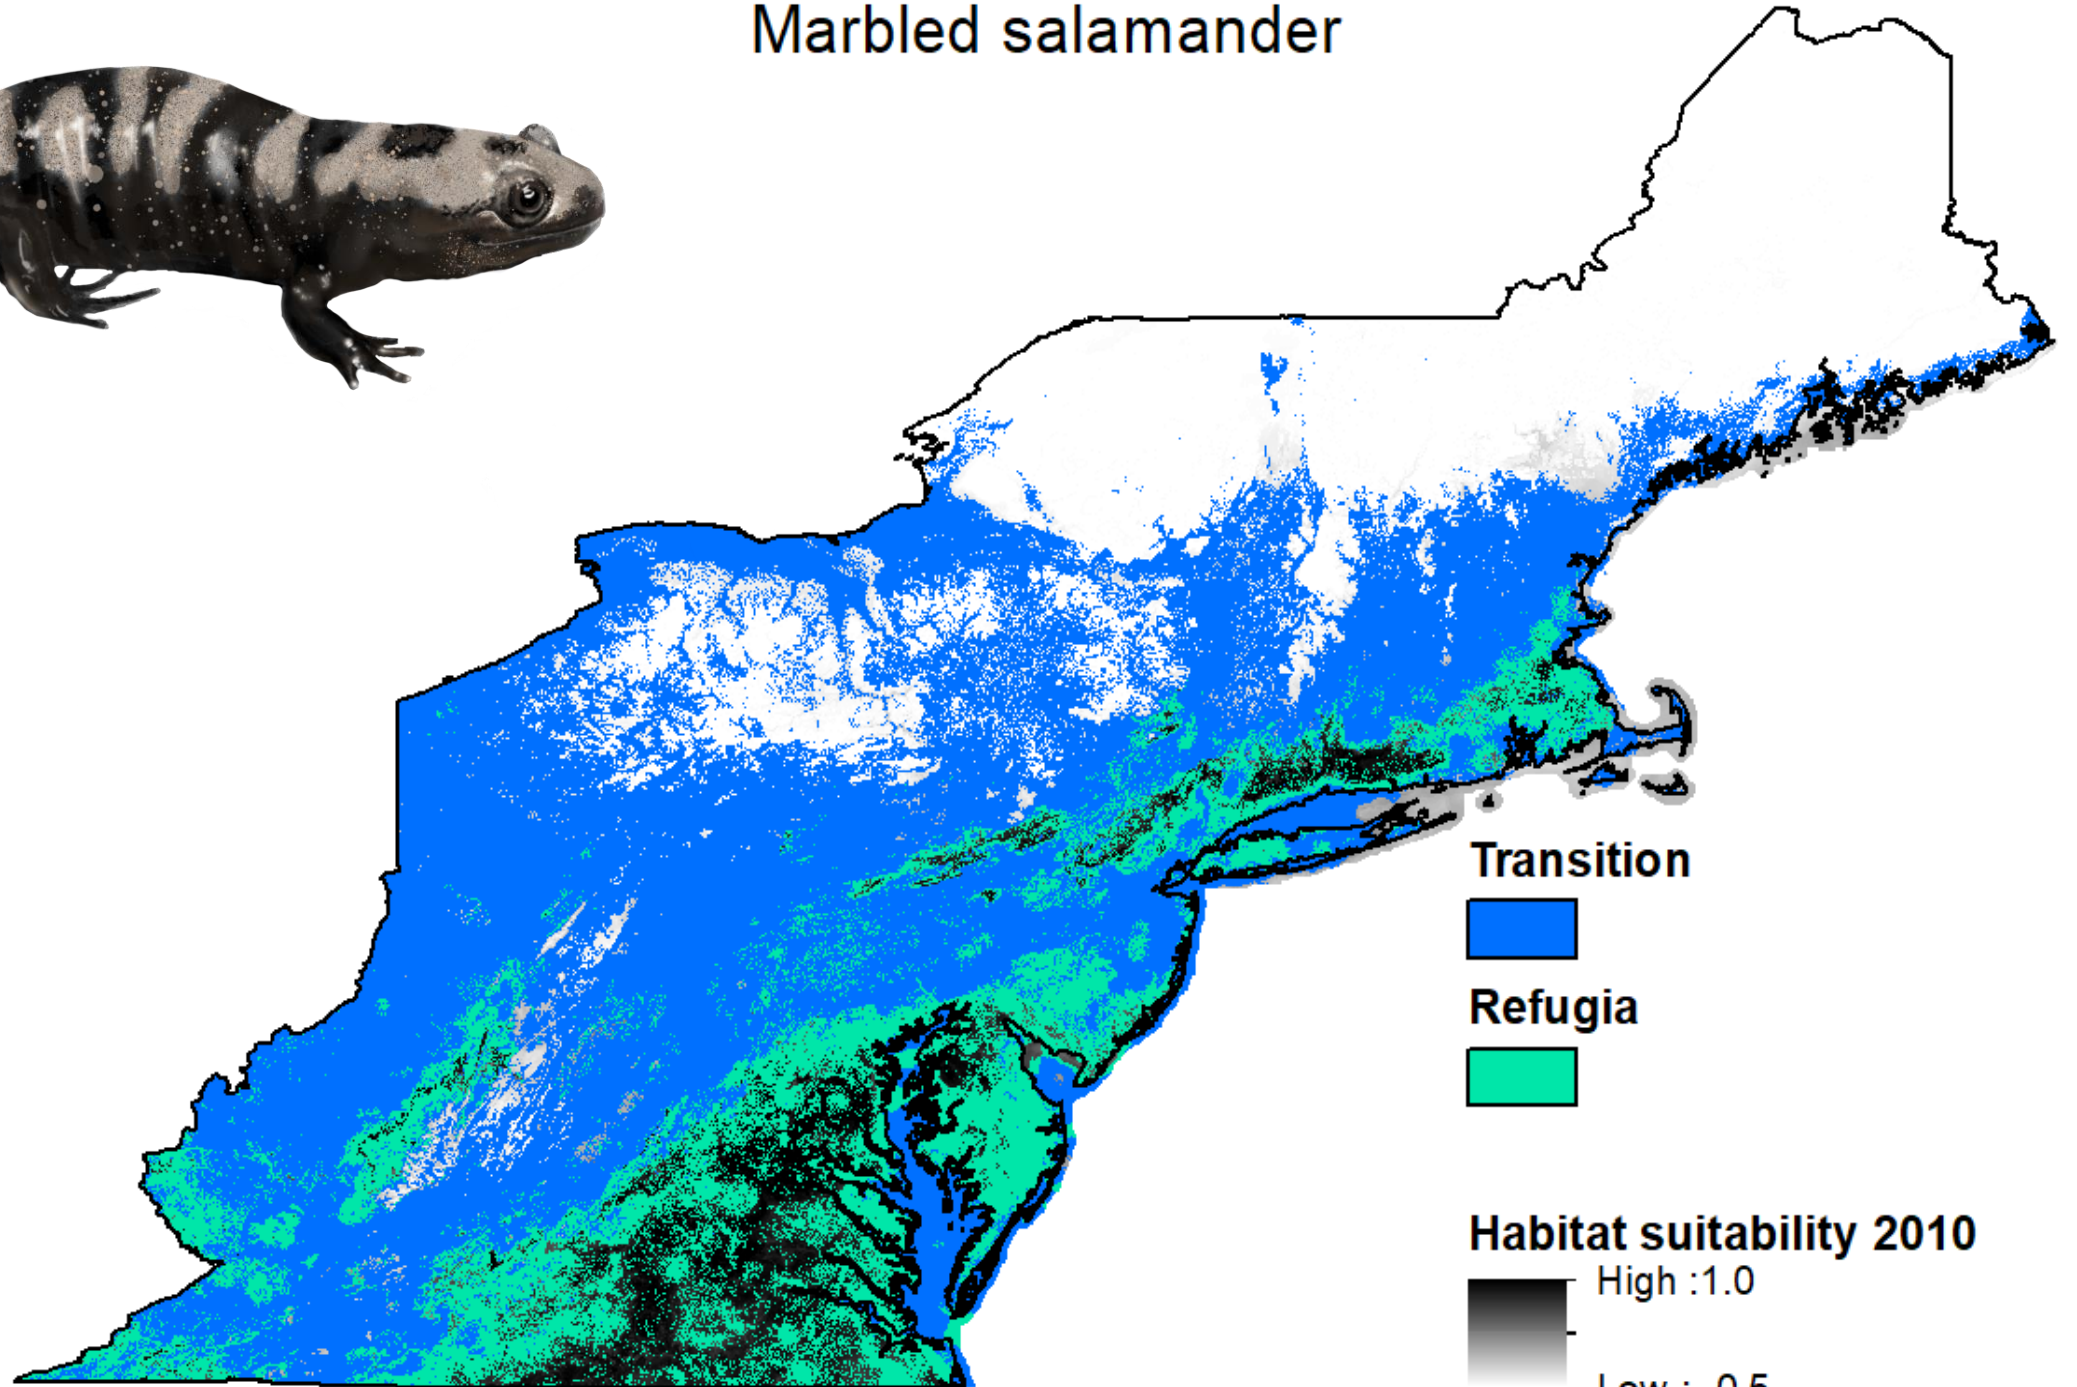 Marbled salamander
Transition
Refugia
Habitat suitability 2010
High :1.0